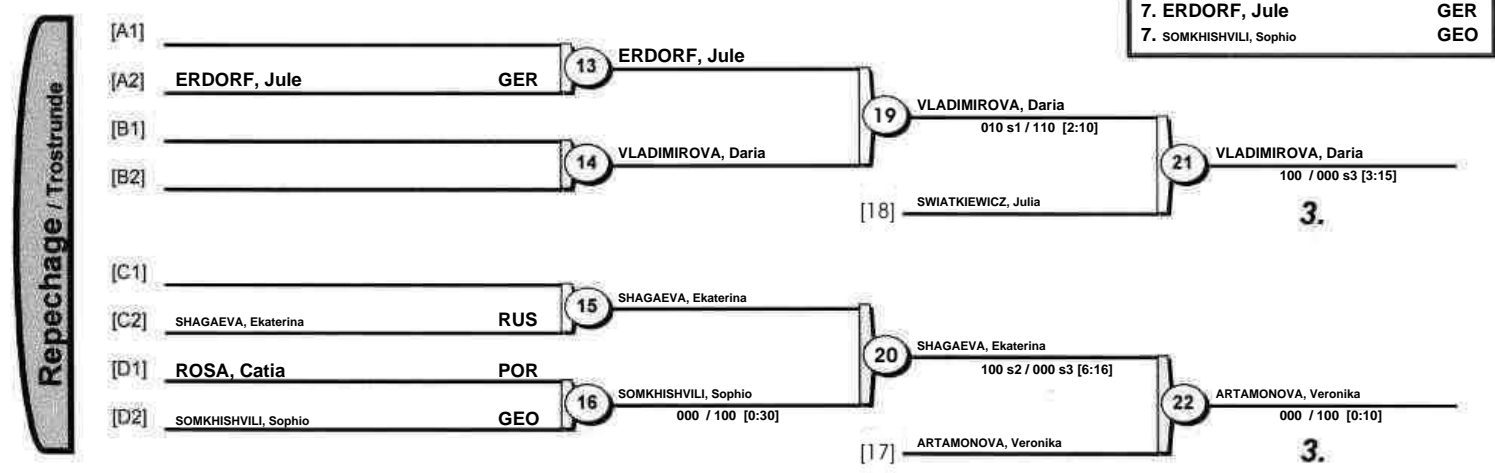 7. ERDORF, Jule GER
7. SOMKHISHVILI, Sophio GEO
Repechage / Trostrunde
[A1]
[A2] ERDORF, Jule GER
13 ERDORF, Jule
[B1]
[B2]
14 VLADIMIROVA, Daria
19 VLADIMIROVA, Daria
010 s1 / 110 [2:10]
[18] SWIATKIEWICZ, Julia
21 VLADIMIROVA, Daria
100 / 000 s3 [3:15]
3.
[C1]
[C2] SHAGAEVA, Ekaterina RUS
15 SHAGAEVA, Ekaterina
[D1] ROSA, Catia POR
[D2] SOMKHISHVILI, Sophio GEO
16 SOMKHISHVILI, Sophio
000 / 100 [0:30]
20 SHAGAEVA, Ekaterina
100 s2 / 000 s3 [6:16]
[17] ARTAMONOVA, Veronika
22 ARTAMONOVA, Veronika
000 / 100 [0:10]
3.